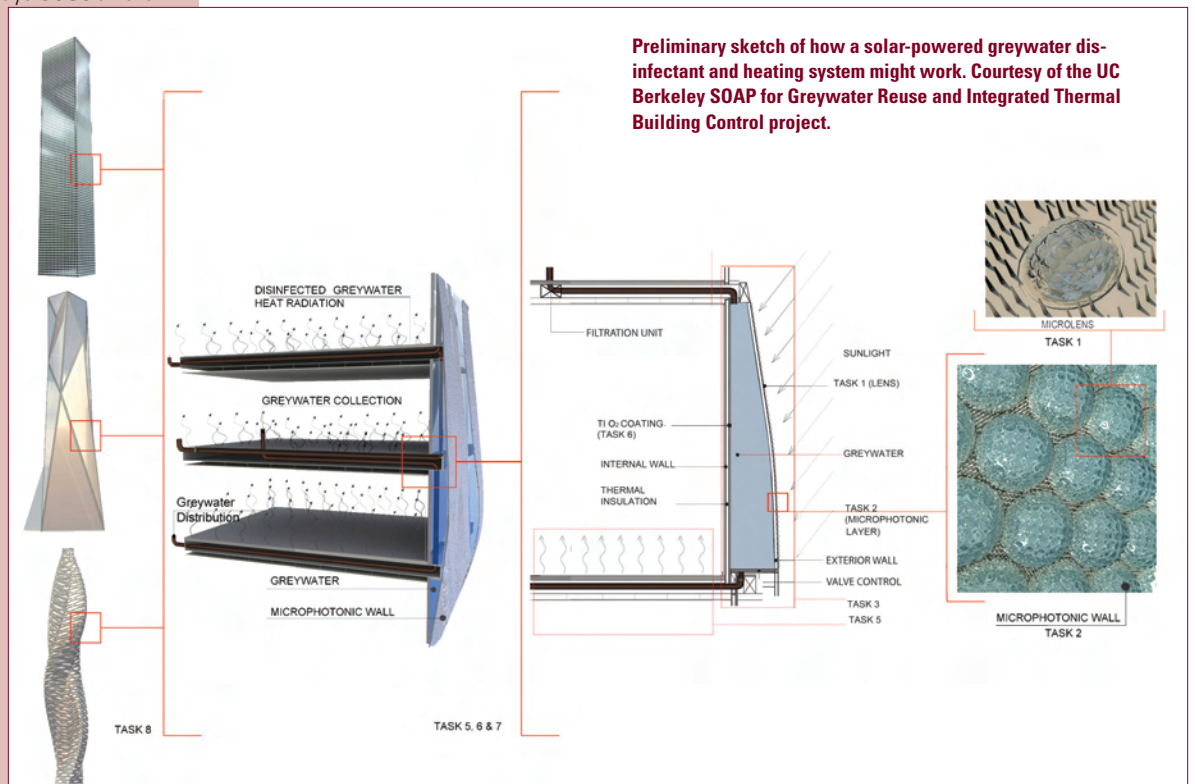 Preliminary sketch of how a solar-powered greywater dis-
infectant and heating system might work. Courtesy of the UC
Berkeley SOAP for Greywater Reuse and Integrated Thermal
Building Control project.
DISINFECTED GREYWATER
HEAT RADIATION
GREYWATER COLLECTION
Greywater
Distribution
GREYWATER
MICROPHOTONIC WALL
TASK 8
TASK 5, 6 & 7
FILTRATION UNIT
SUNLIGHT
TASK 1 (LENS)
TI O₂ COATING.
(TASK 6)
INTERNAL WALL
GREYWATER
THERMAL
INSULATION
TASK 2
(MICROPHOTONIC
LAYER)
EXTERIOR WALL
VALVE CONTROL
TASK 3
TASK 5
MICROLENS
TASK 1
MICROPHOTONIC WALL
TASK 2